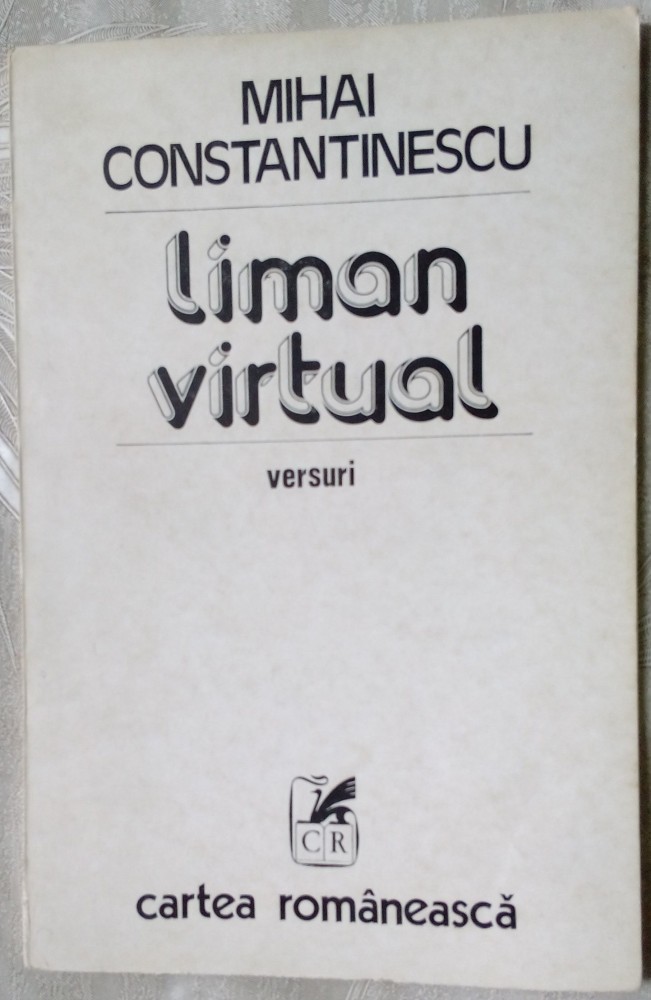 MIHAI
CONSTANTINESCU
liman
virtual
versuri
CR
cartea românească